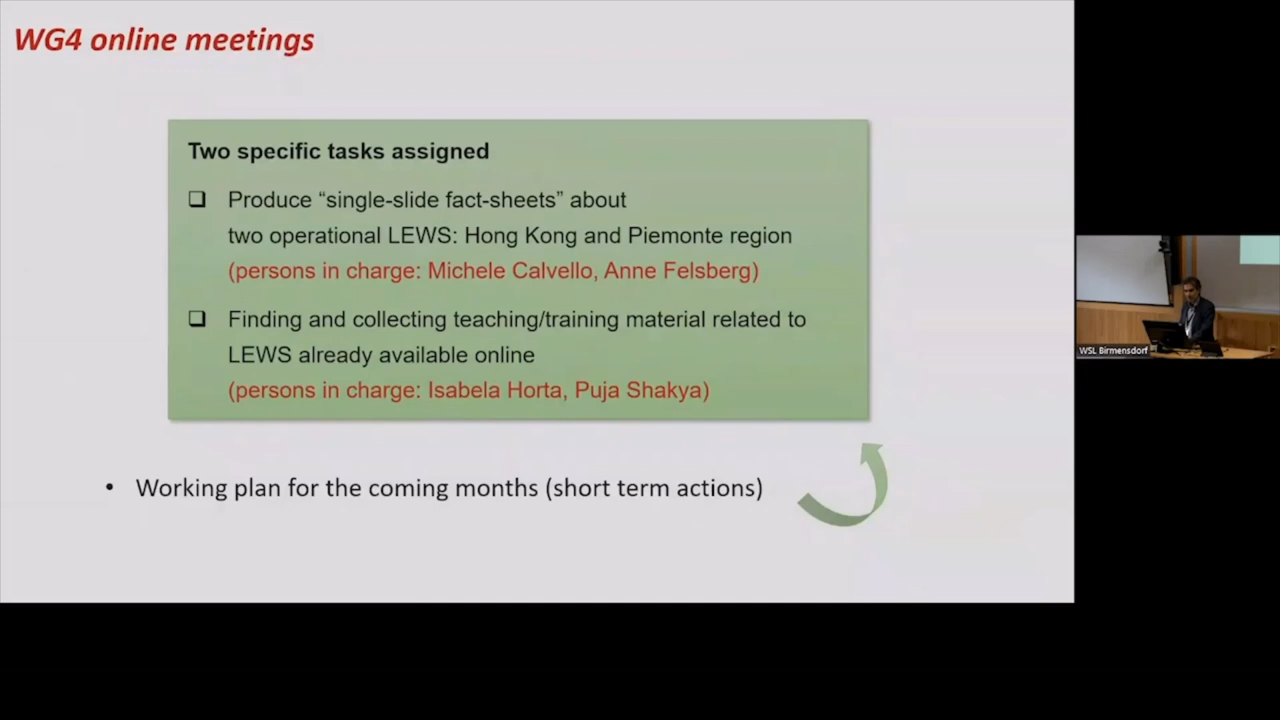 WG4 online meetings
Two specific tasks assigned
❑ Produce “single-slide fact-sheets” about
two operational LEWS: Hong Kong and Piemonte region
(persons in charge: Michele Calvello, Anne Felsberg)
❑ Finding and collecting teaching/training material related to
LEWS already available online
(persons in charge: Isabela Horta, Puja Shakya)
• Working plan for the coming months (short term actions)
WSL Birmensdorf